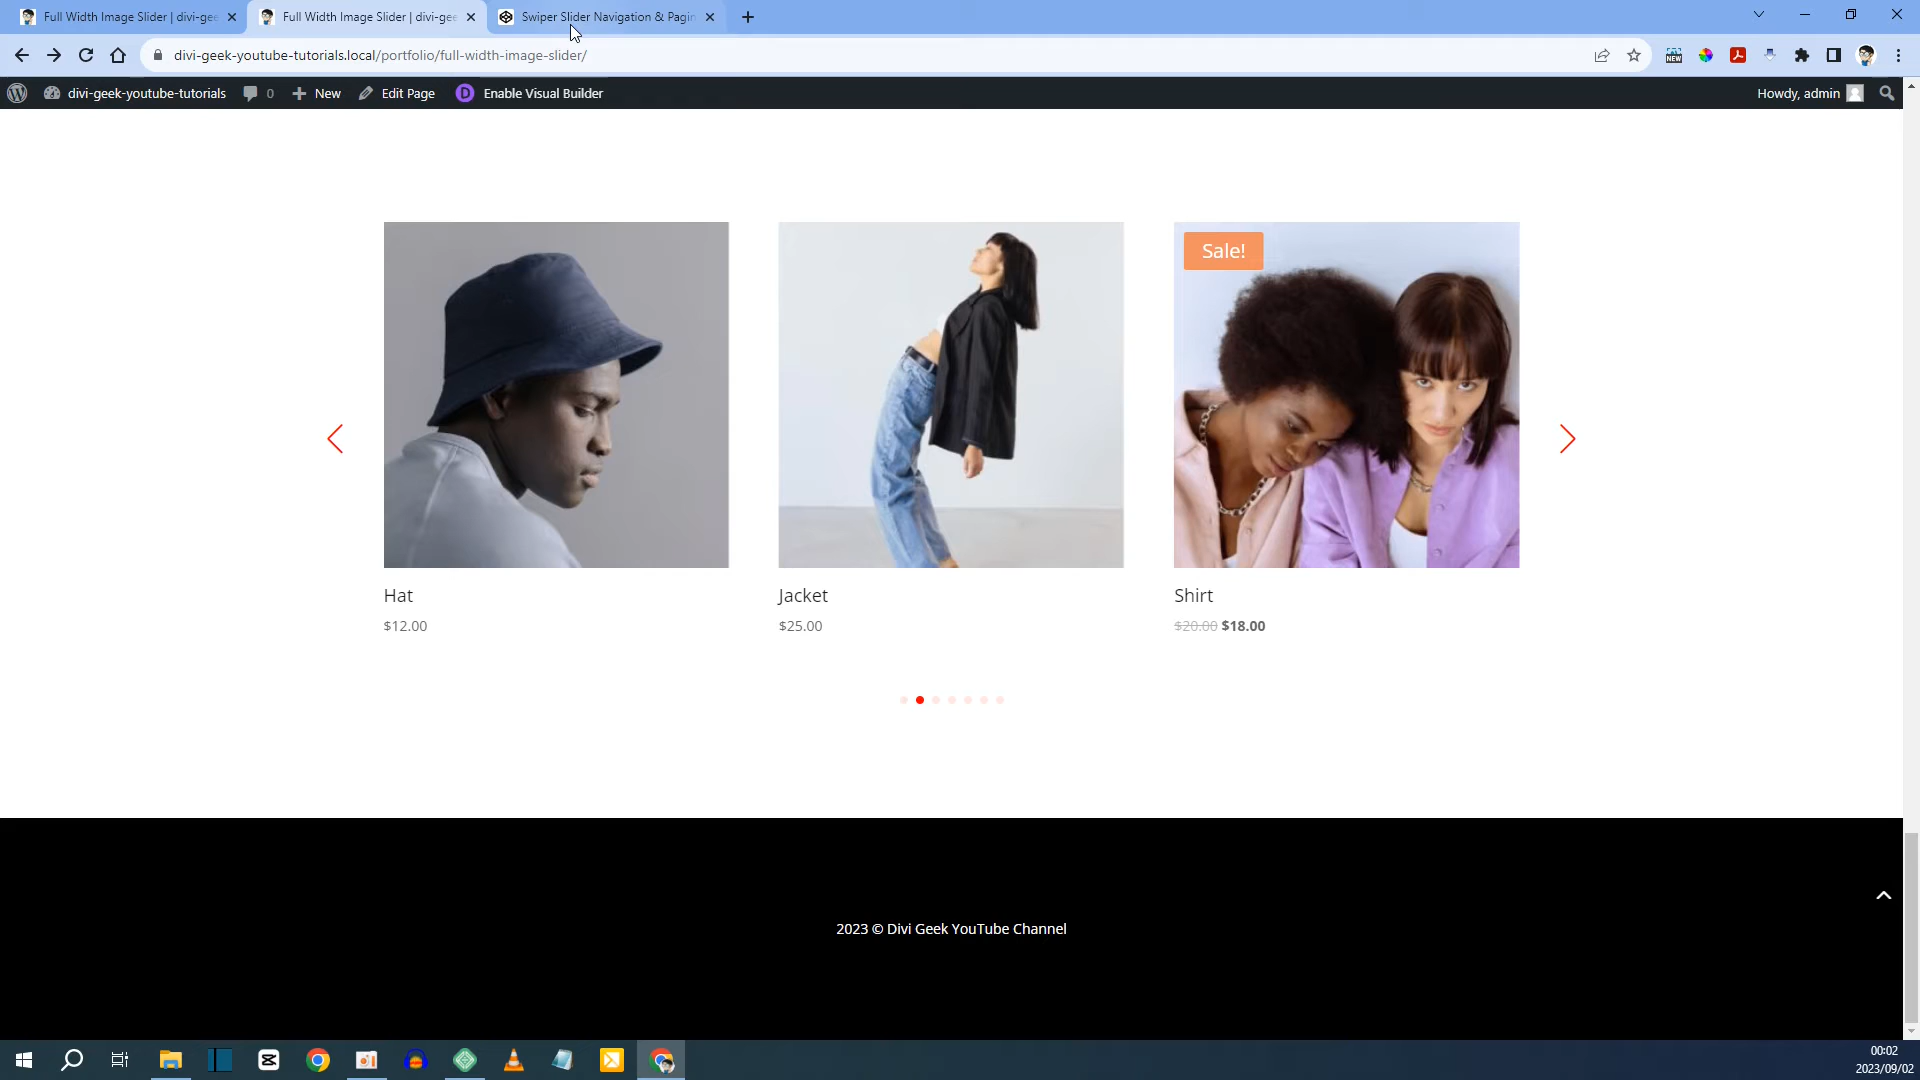 Full Width Image Slider | divi-gee
Full Width Image Slider | divi-gee
Swiper Slider Navigation & Pagin
divi-geek-youtube-tutorials.local/portfolio/full-width-image-slider/
NEW
divi-geek-youtube-tutorials
0
New
Edit Page
D
Enable Visual Builder
Howdy, admin
Sale!
Hat
Jacket
Shirt
$12.00
$25.00
$20.00 $18.00
2023 © Divi Geek YouTube Channel
00:02
2023/09/02